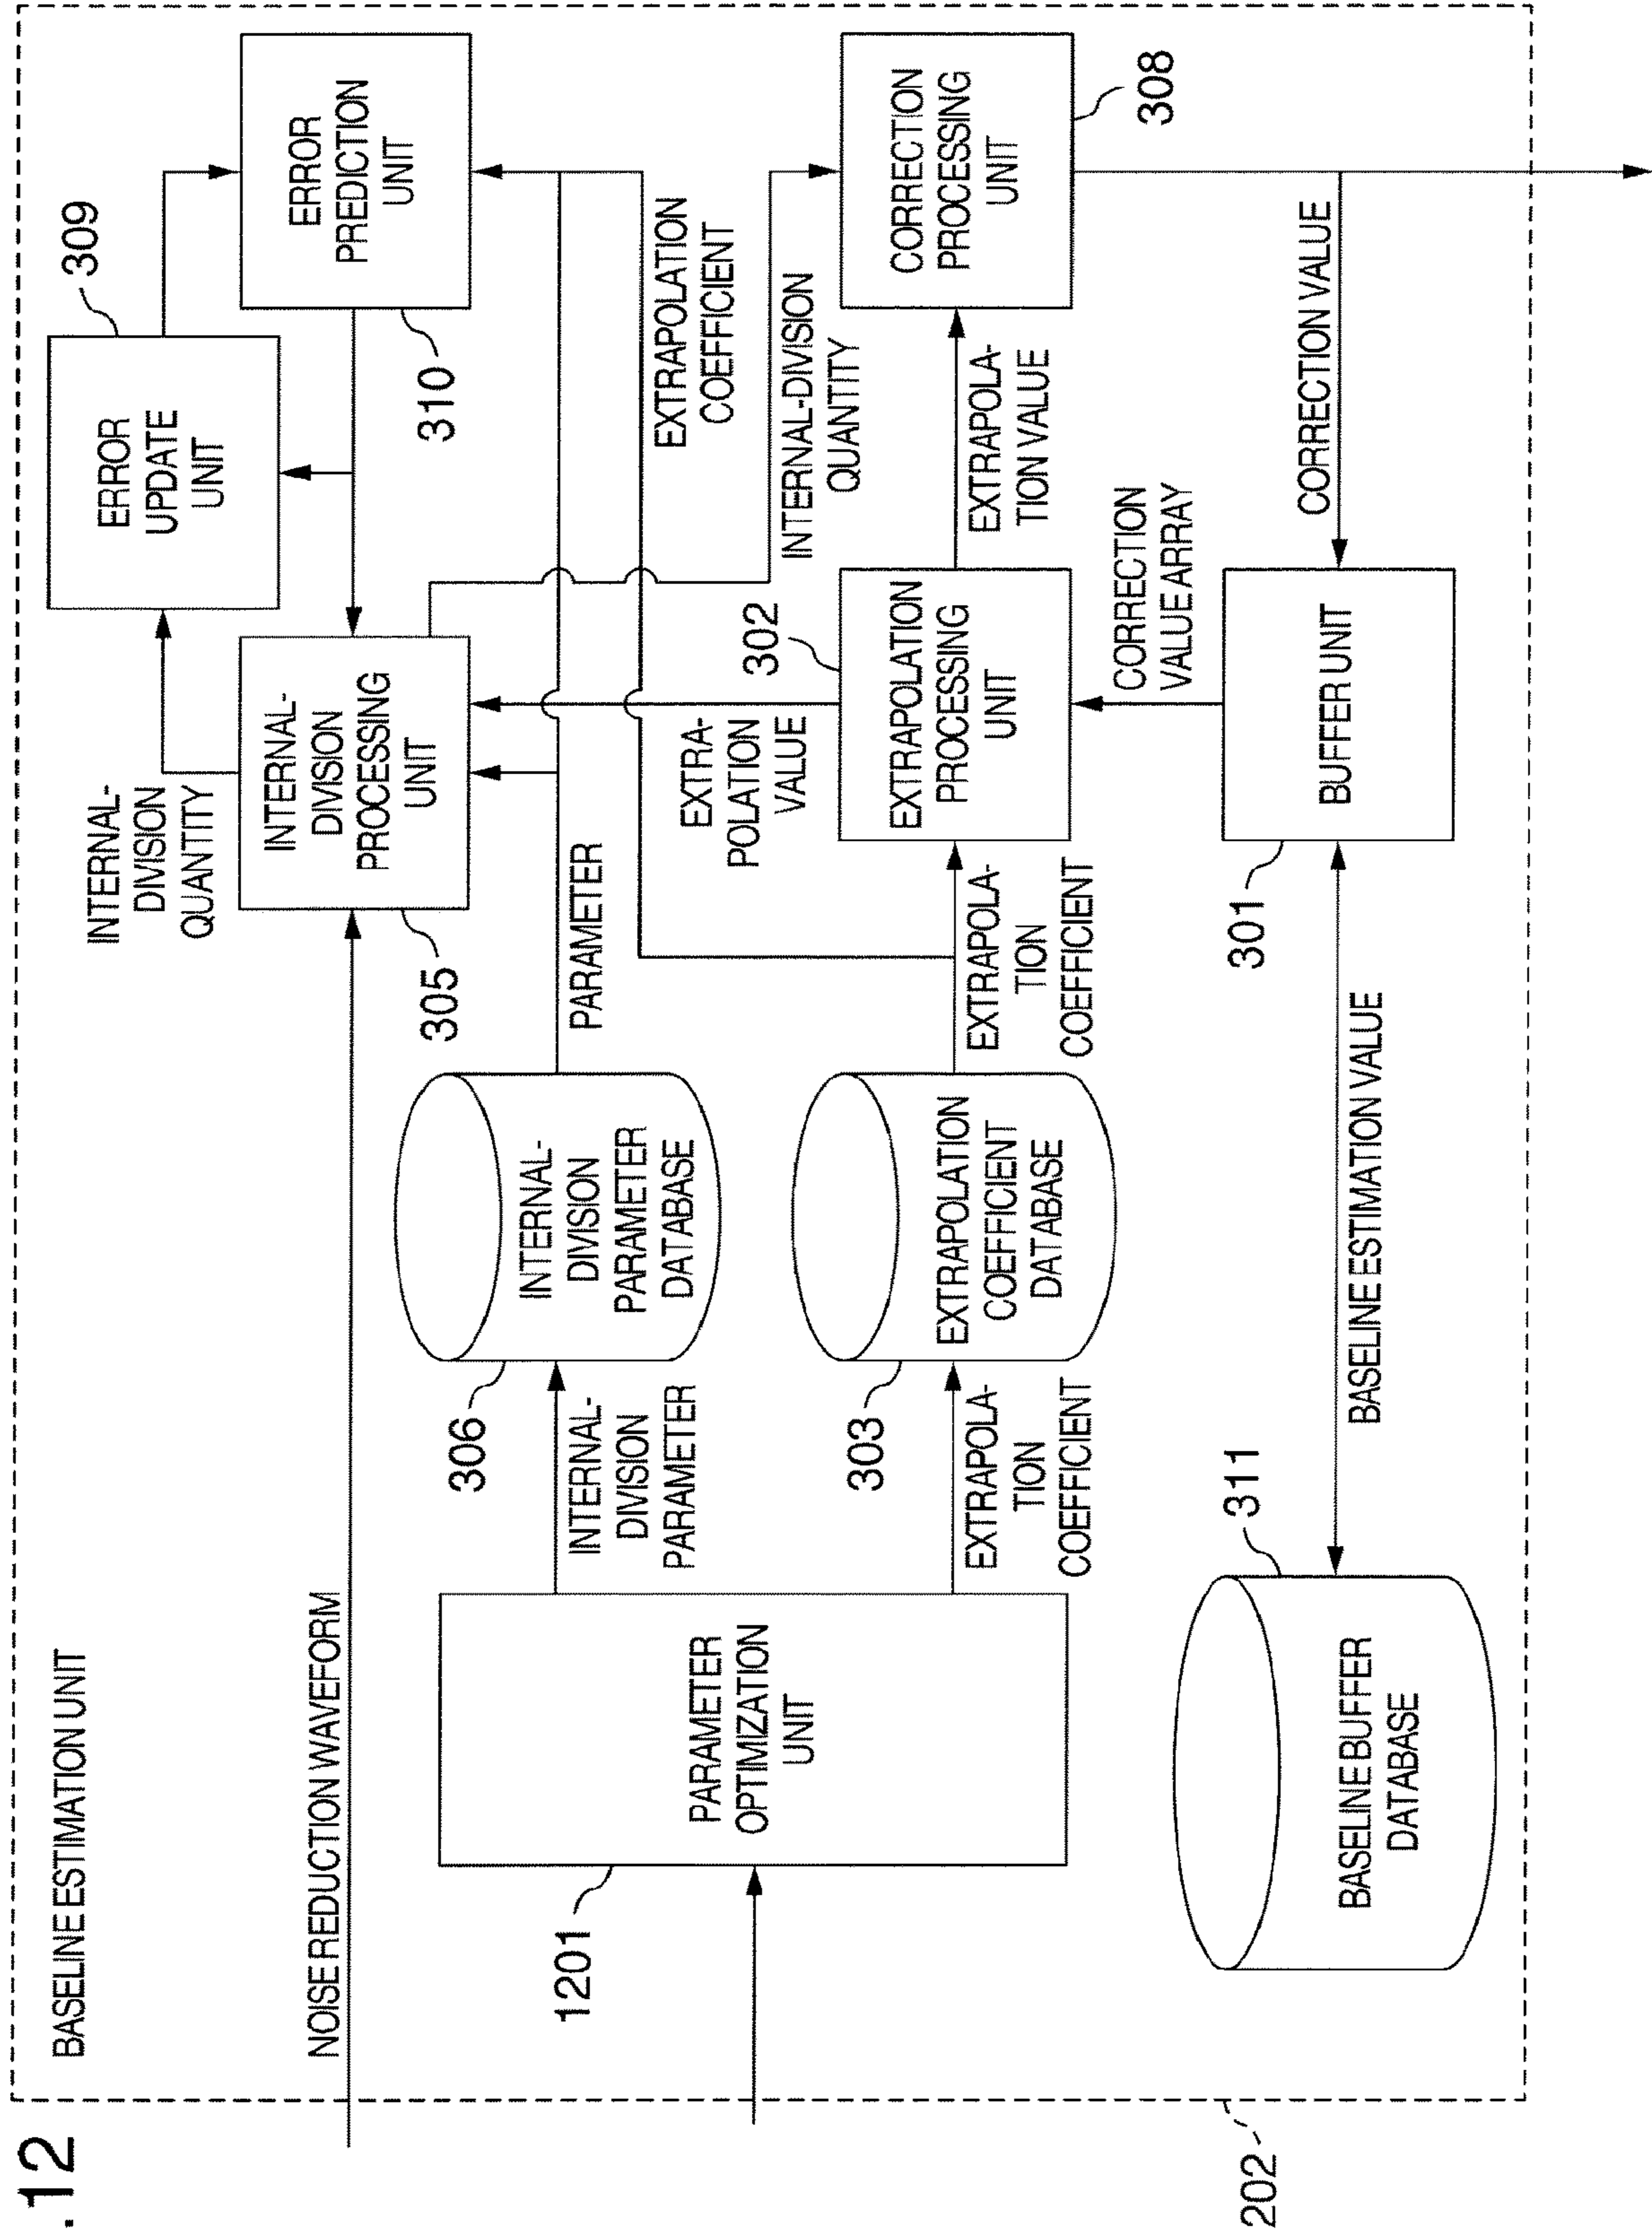 .12
BASELINE ESTIMATION UNIT
NOISE REDUCTION WAVEFORM
INTERNAL-
DIVISION
QUANTITY
309
ERROR
UPDATE
UNIT
INTERNAL-
DIVISION
PROCESSING
UNIT
305
310
ERROR
PREDICTION
UNIT
1201
PARAMETER
OPTIMIZATION
UNIT
INTERNAL-
DIVISION
PARAMETER
306
INTERNAL-
DIVISION
PARAMETER
DATABASE
PARAMETER
EXTRAPOLATION
COEFFICIENT
EXTRA-
POLATION
VALUE
302
INTERNAL-DIVISION
QUANTITY
EXTRAPOLA-
TION
COEFFICIENT
303
EXTRAPOLATION
COEFFICIENT
DATABASE
EXTRAPOLA-
TION
COEFFICIENT
EXTRAPOLATION
PROCESSING
UNIT
EXTRAPOLA-
TION VALUE
CORRECTION
PROCESSING
UNIT
308
CORRECTION
VALUE ARRAY
311
BASELINE BUFFER
DATABASE
BASELINE ESTIMATION VALUE
301
BUFFER UNIT
CORRECTION VALUE
202